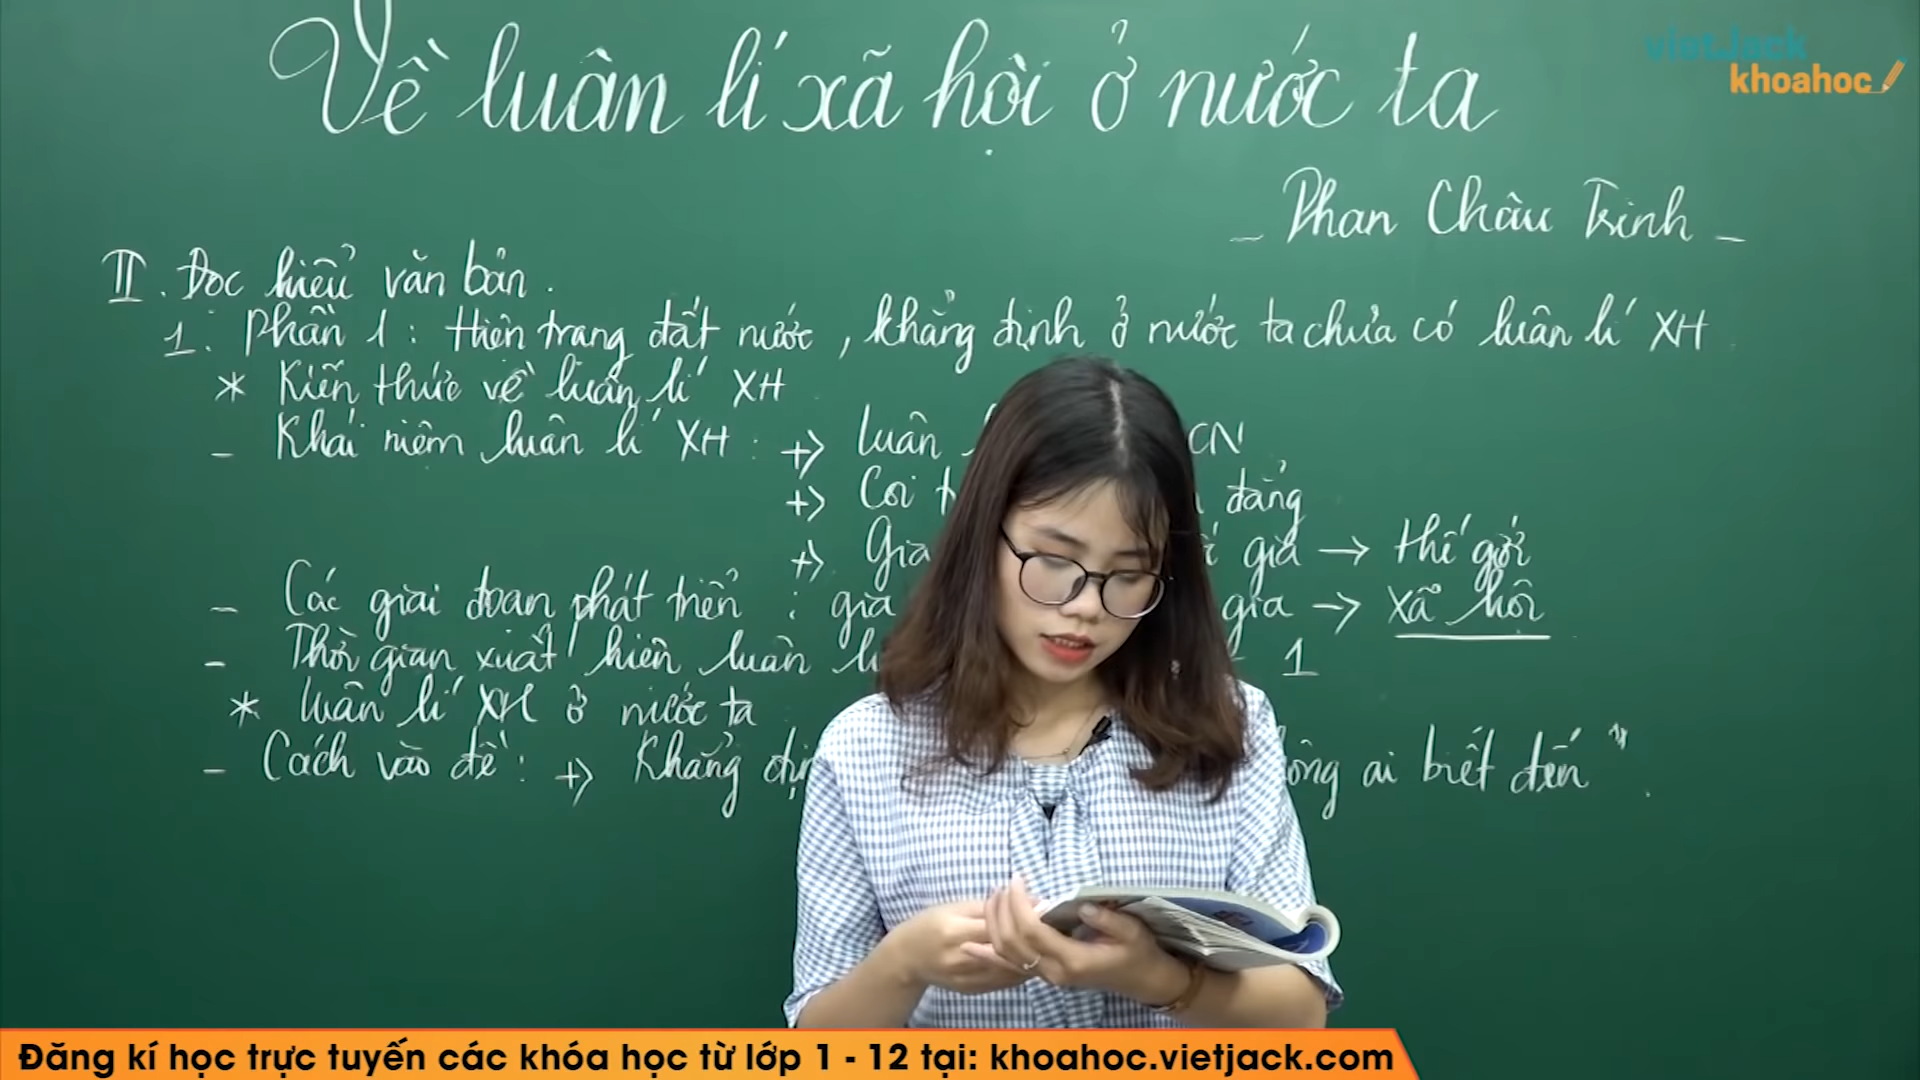 vietJack
khoahoc
Về luân lí xã hội ở nước ta
_ Phan Châu Trinh _
II. Đọc hiểu văn bản.
1. Phần 1: Hiện trạng đất nước, khẳng định ở nước ta chưa có luân lí XH
* Kiến thức về luân lí XH
- Khái niệm luân lí XH: +> luân CN
+> Coi đẳng
+> Gia gia → thế giới
- Các giai đoạn phát triển: gia gia → xã hội
- Thời gian xuất hiện luân 1
* luân lí XH ở nước ta
- Cách vào đề: +> Khẳng ai biết đến".
Đăng kí học trực tuyến các khóa học từ lớp 1 - 12 tại: khoahoc.vietjack.com